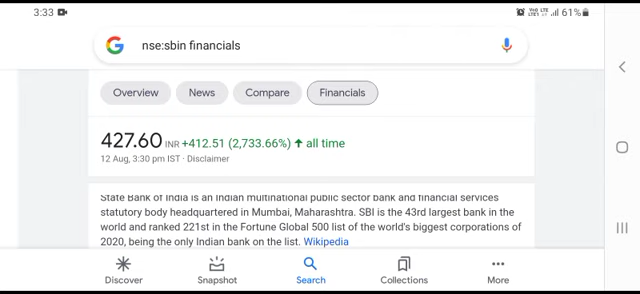 3:33 61%
nse:sbin financials
Overview News Compare Financials
427.60 INR +412.51 (2,733.66%) ↑ all time
12 Aug, 3:30 pm IST · Disclaimer
State Bank of India is an Indian multinational public sector bank and financial services
statutory body headquartered in Mumbai, Maharashtra. SBI is the 43rd largest bank in the
world and ranked 221st in the Fortune Global 500 list of the world's biggest corporations of
2020, being the only Indian bank on the list. Wikipedia
Discover Snapshot Search Collections More